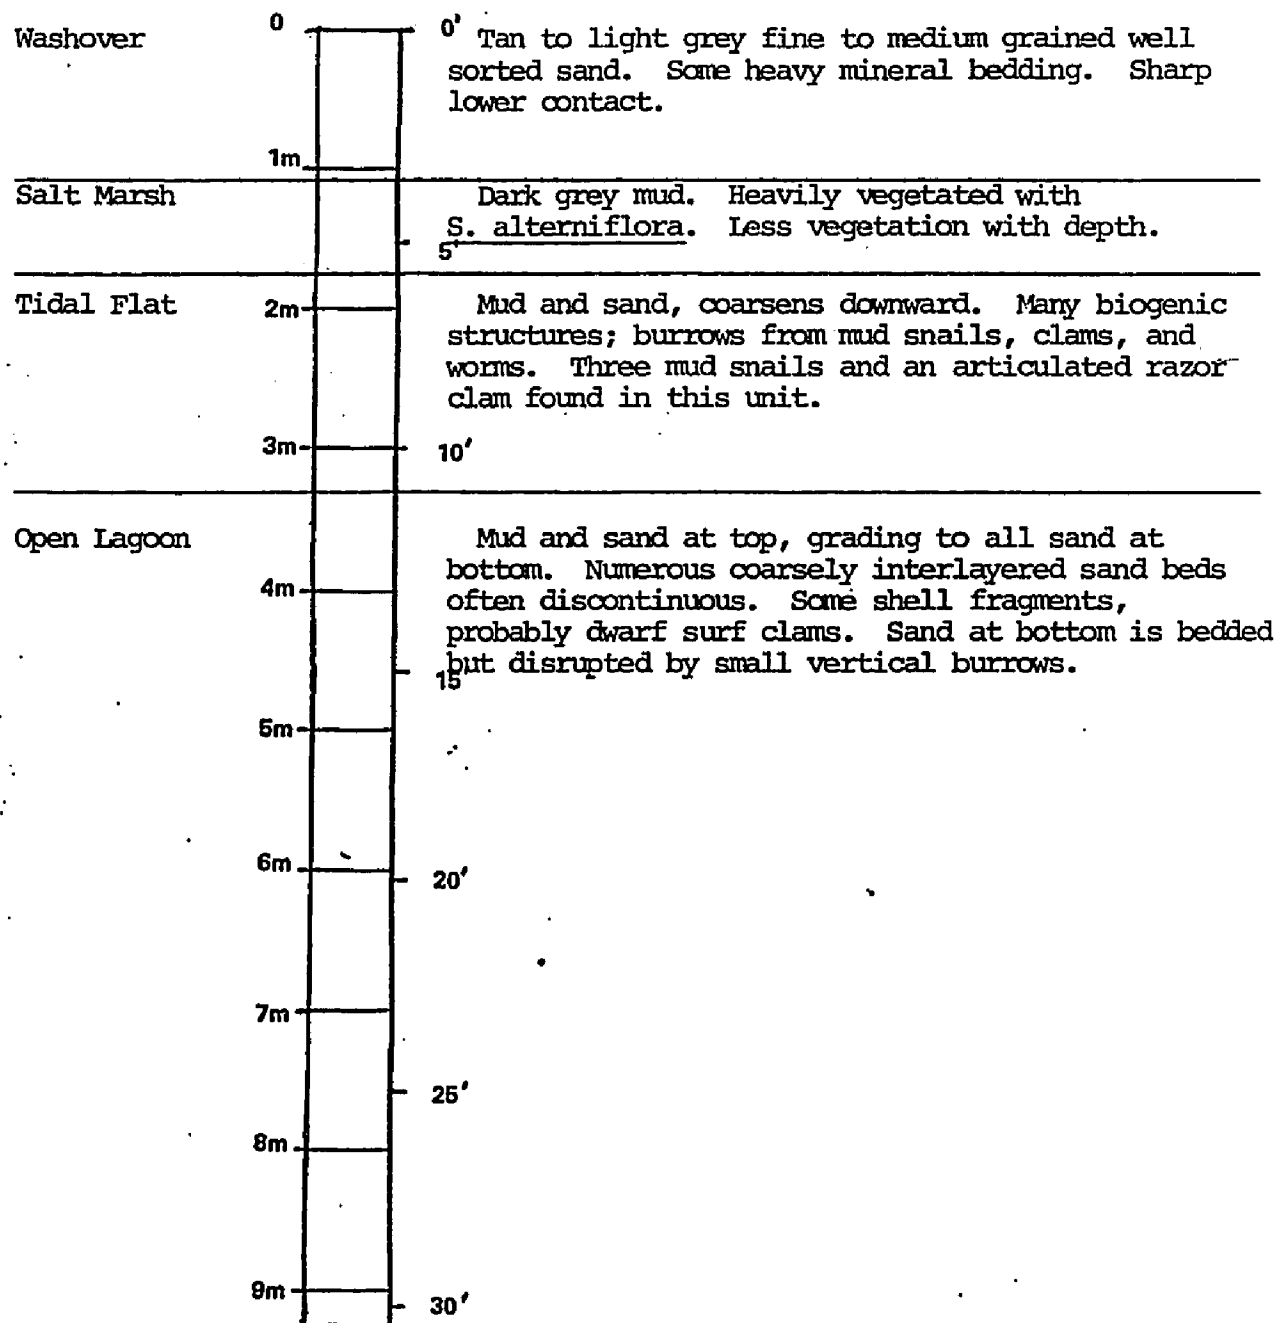 Washover
0
0'
Tan to light grey fine to medium grained well
sorted sand. Some heavy mineral bedding. Sharp
lower contact.
1m
Salt Marsh
Dark grey mud. Heavily vegetated with
S. alterniflora. Less vegetation with depth.
5'
Tidal Flat
2m
Mud and sand, coarsens downward. Many biogenic
structures; burrows from mud snails, clams, and
worms. Three mud snails and an articulated razor
clam found in this unit.
3m
10'
Open Lagoon
Mud and sand at top, grading to all sand at
bottom. Numerous coarsely interlayered sand beds
4m
often discontinuous. Some shell fragments,
probably dwarf surf clams. Sand at bottom is bedded
but disrupted by small vertical burrows.
15
5m
6m
20'
7m
25'
8m
9m
30'